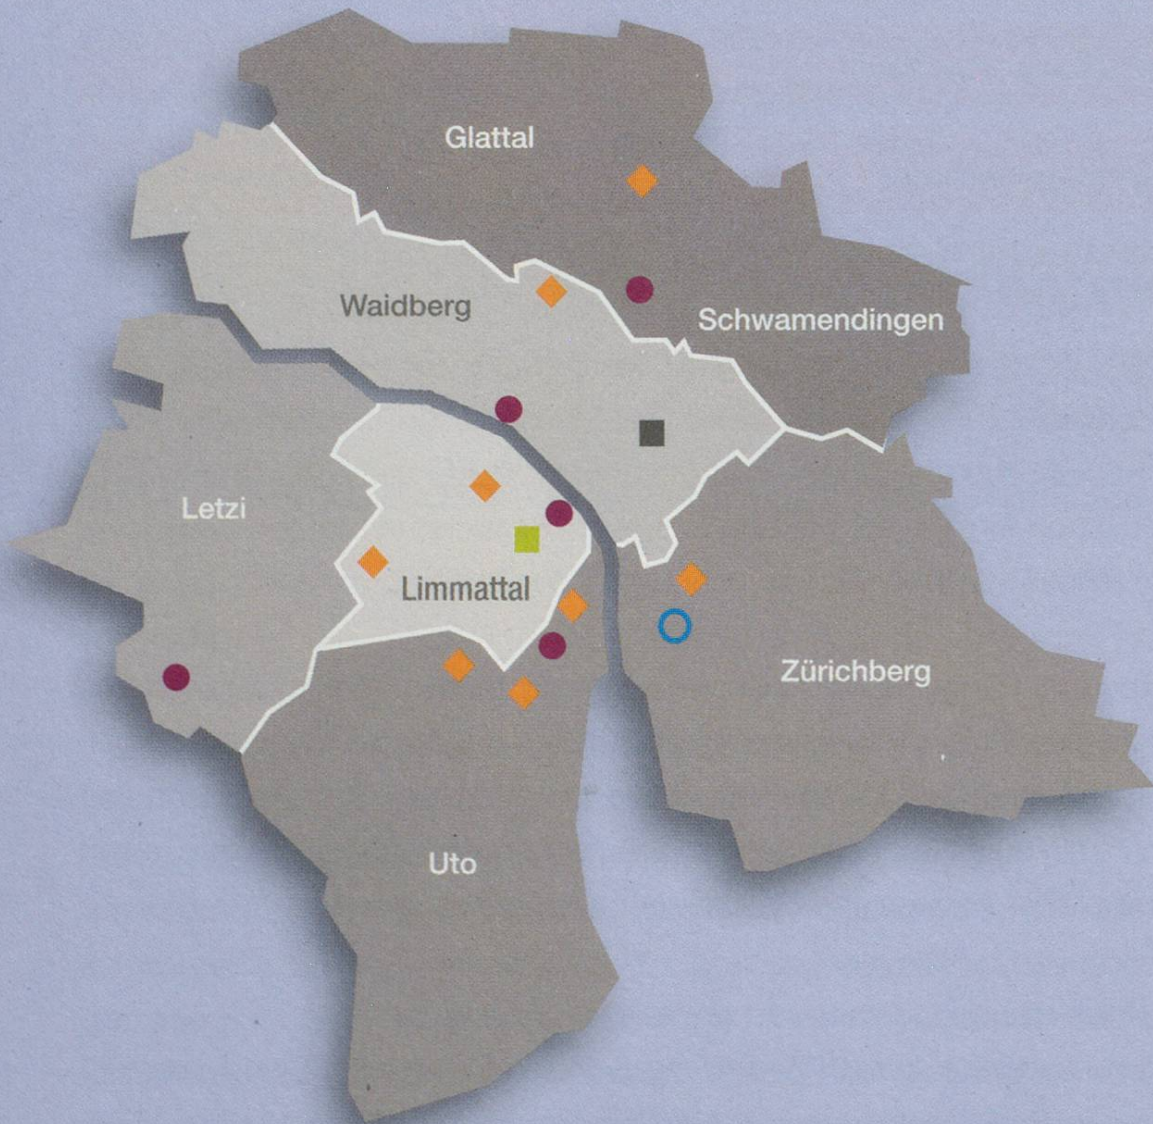 Glattal
Waidberg
Schwamendingen
Letzi
Limmattal
Zürichberg
Uto